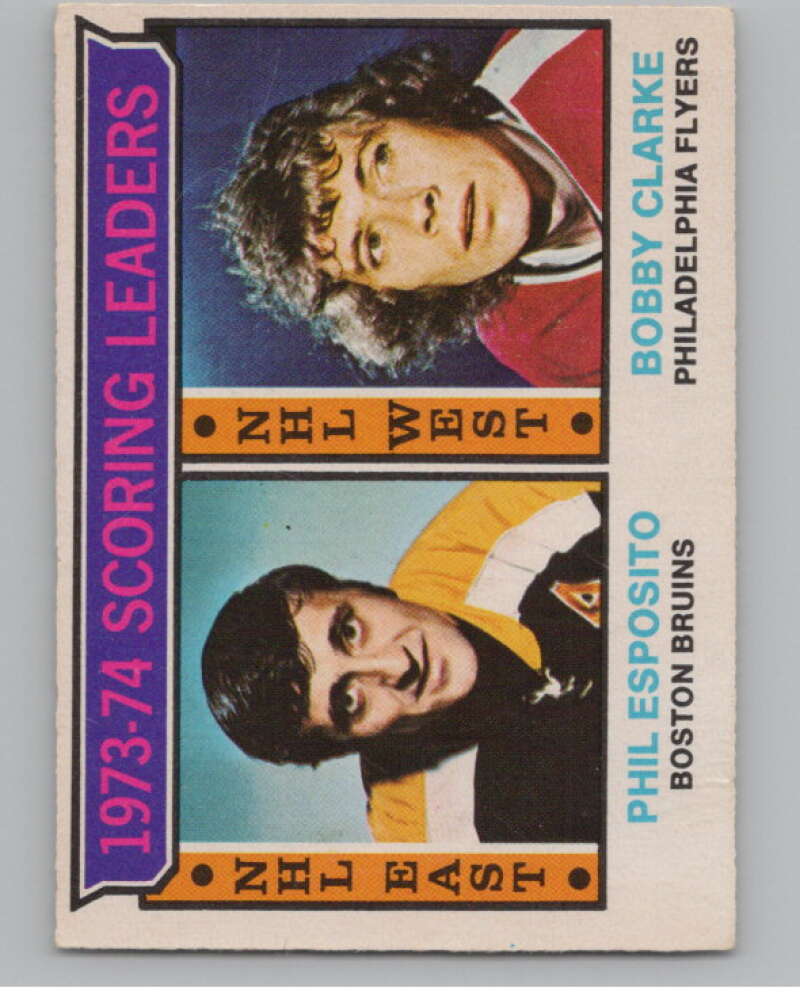 1973-74 SCORING LEADERS
NHL EAST
NHL WEST
PHIL ESPOSITO
BOSTON BRUINS
BOBBY CLARKE
PHILADELPHIA FLYERS